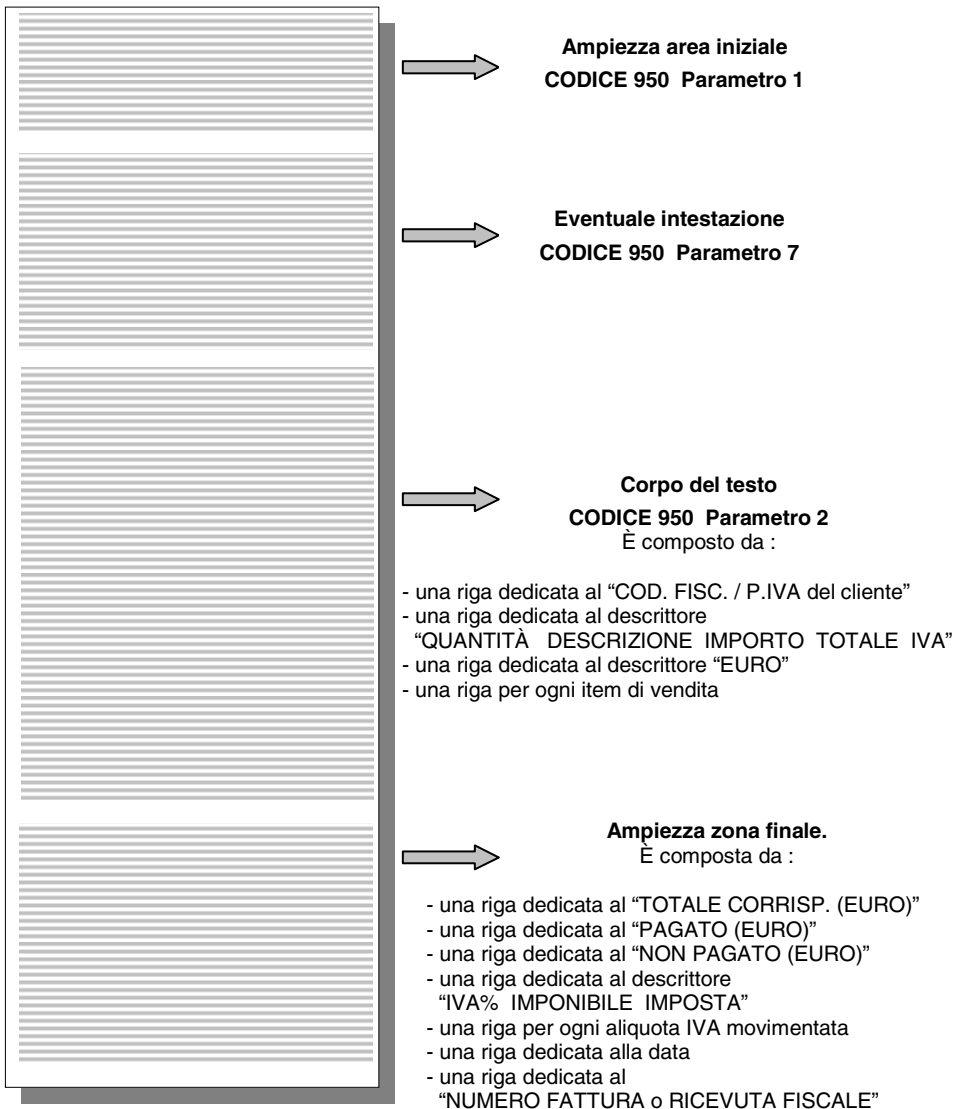 Ampiezza area iniziale
CODICE 950 Parametro 1
Eventuale intestazione
CODICE 950 Parametro 7
Corpo del testo
CODICE 950 Parametro 2
È composto da :
- una riga dedicata al “COD. FISC. / P.IVA del cliente”
- una riga dedicata al descrittore
“QUANTITÀ DESCRIZIONE IMPORTO TOTALE IVA”
- una riga dedicata al descrittore “EURO”
- una riga per ogni item di vendita
Ampiezza zona finale.
È composta da :
- una riga dedicata al “TOTALE CORRISP. (EURO)”
- una riga dedicata al “PAGATO (EURO)”
- una riga dedicata al “NON PAGATO (EURO)”
- una riga dedicata al descrittore
“IVA% IMPONIBILE IMPOSTA”
- una riga per ogni aliquota IVA movimentata
- una riga dedicata alla data
- una riga dedicata al
“NUMERO FATTURA o RICEVUTA FISCALE”